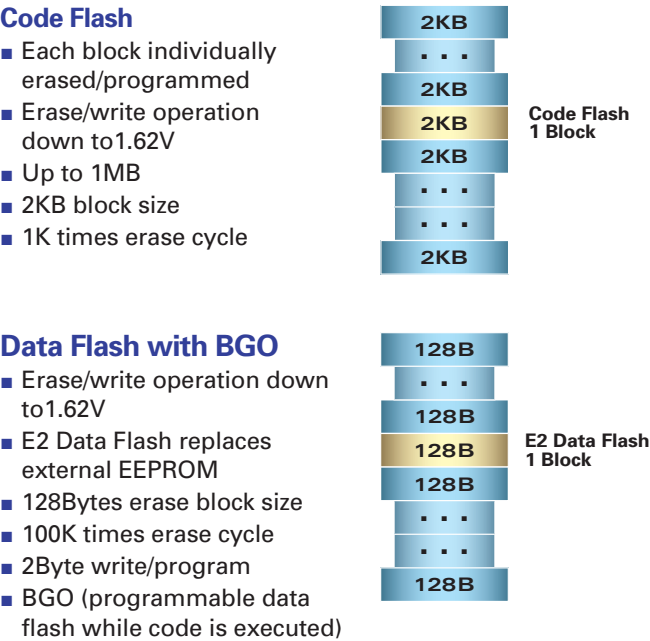 Code Flash
■ Each block individually
erased/programmed
■ Erase/write operation
down to1.62V
■ Up to 1MB
■ 2KB block size
■ 1K times erase cycle
2KB
. . .
2KB
2KB
2KB
. . .
. . .
2KB
Code Flash
1 Block
Data Flash with BGO
■ Erase/write operation down
to1.62V
■ E2 Data Flash replaces
external EEPROM
■ 128Bytes erase block size
■ 100K times erase cycle
■ 2Byte write/program
■ BGO (programmable data
flash while code is executed)
128B
. . .
128B
128B
128B
. . .
. . .
128B
E2 Data Flash
1 Block